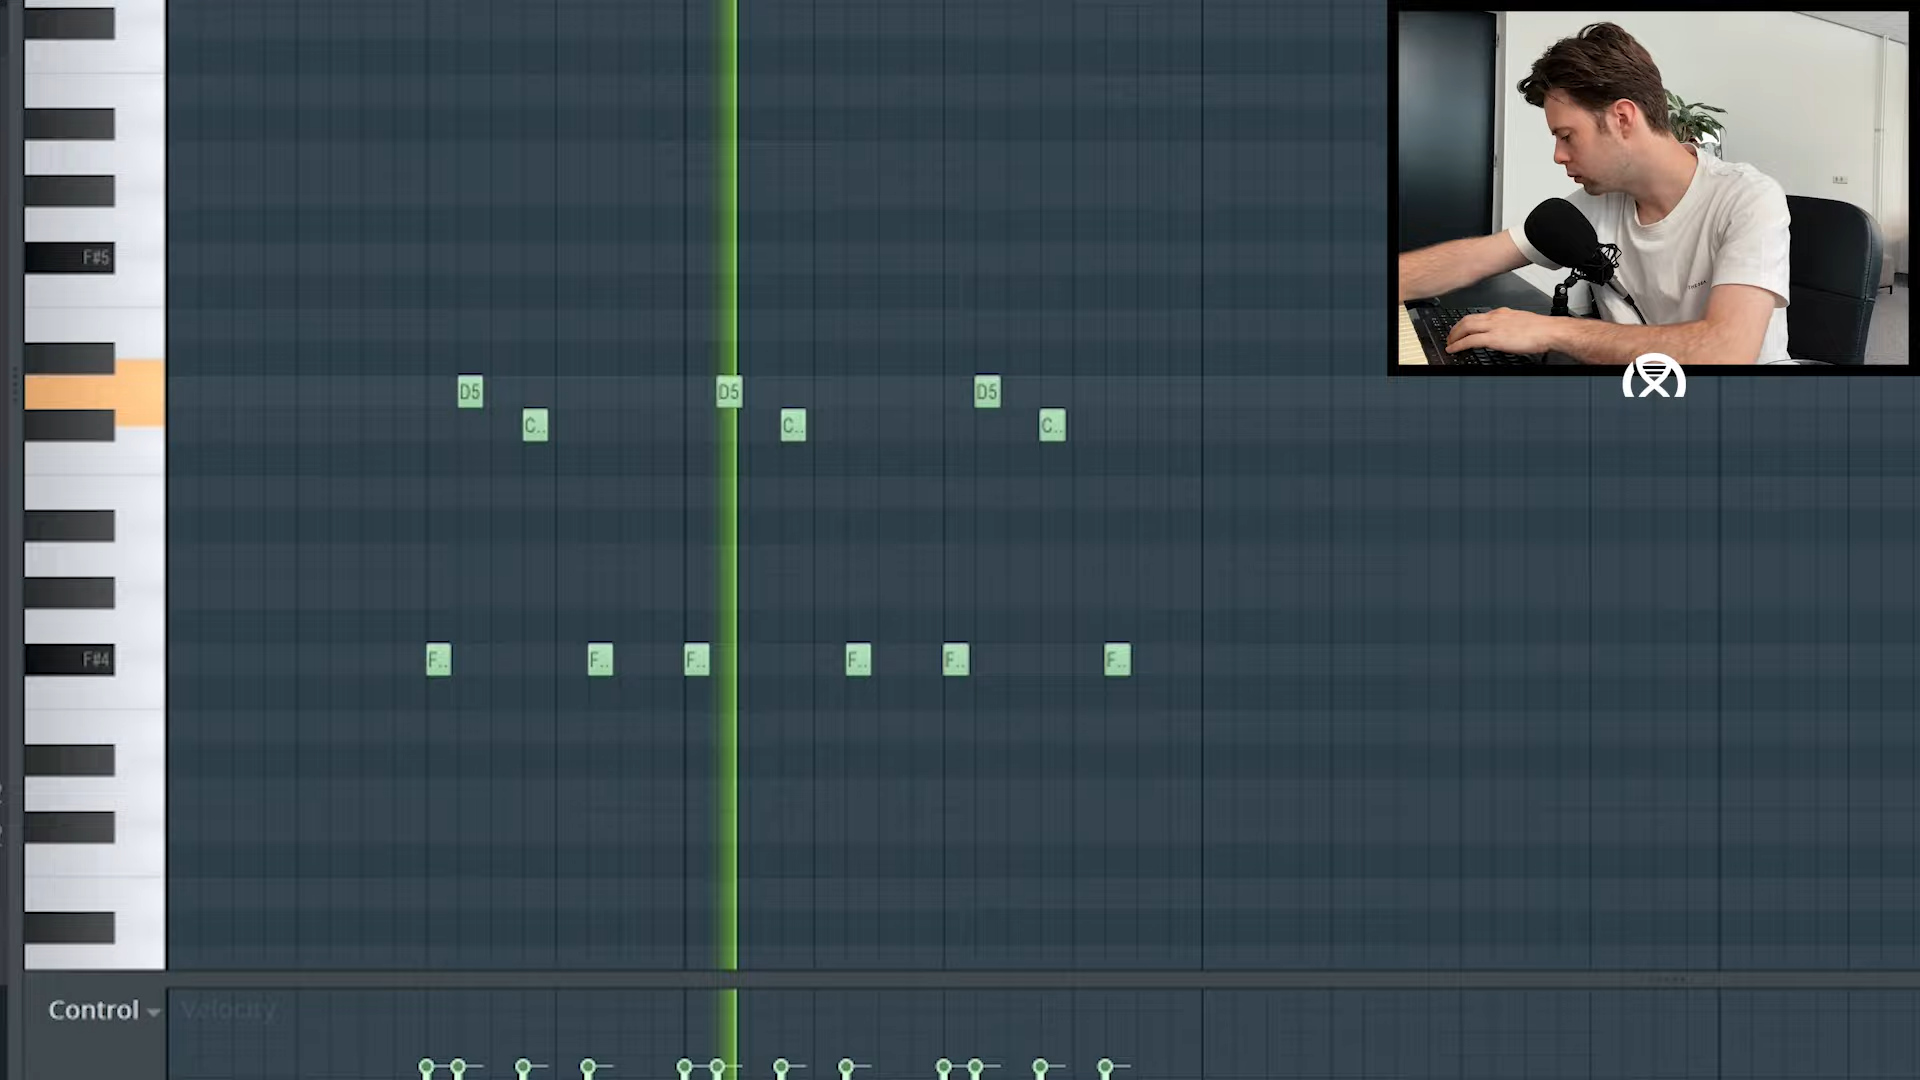 F#5
D5 D5 D5
C.. C.. C..
F#4 F.. F.. F.. F.. F.. F..
Control Velocity